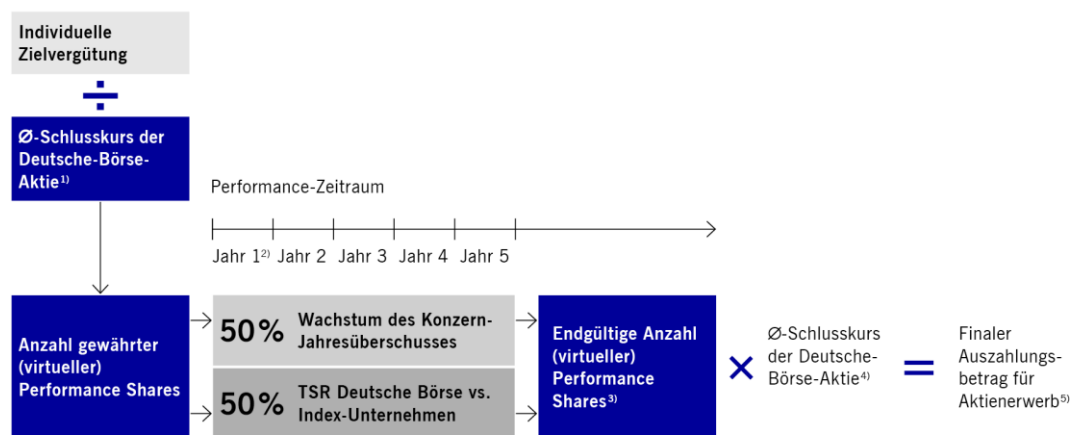 Individuelle
Zielvergütung
÷
Ø-Schlusskurs der
Deutsche-Börse-
Aktie¹⁾
Performance-Zeitraum
Jahr 1²⁾ Jahr 2 Jahr 3 Jahr 4 Jahr 5
Anzahl gewährter
(virtueller)
Performance Shares
50% Wachstum des Konzern-
Jahresüberschusses
50% TSR Deutsche Börse vs.
Index-Unternehmen
Endgültige Anzahl
(virtueller)
Performance
Shares³⁾
×
Ø-Schlusskurs
der Deutsche-
Börse-Aktie⁴⁾
=
Finaler
Auszahlungs-
betrag für
Aktienerwerb⁵⁾